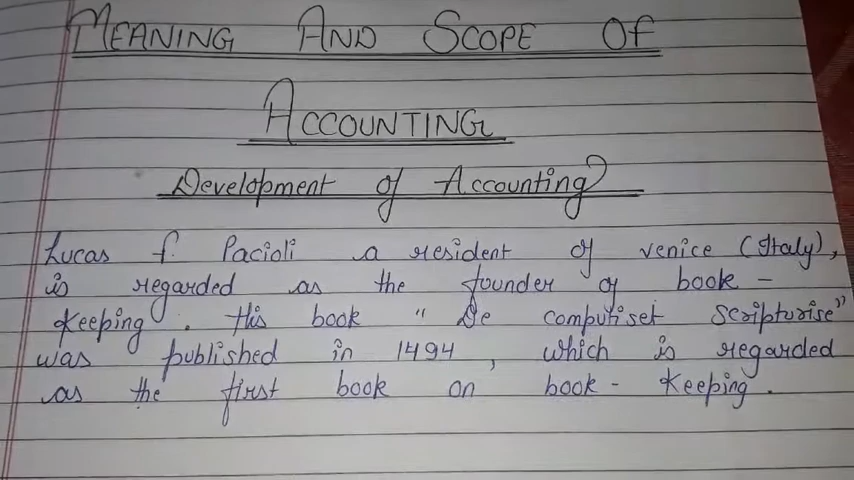 MEANING AND SCOPE OF
ACCOUNTING
Development of Accounting
Lucas f. Pacioli a resident of venice (Italy),
is regarded as the founder of book -
keeping. His book " De computiset scripturise"
was published in 1494, which is regarded
as the first book on book - keeping.